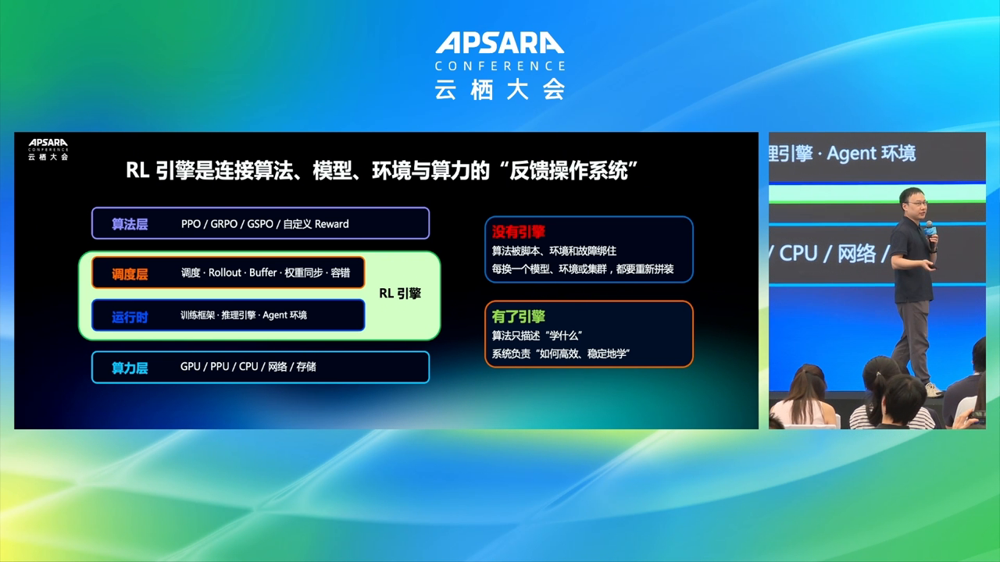 APSARA
CONFERENCE
云栖大会
APSARA
CONFERENCE
云栖大会
RL 引擎是连接算法、模型、环境与算力的“反馈操作系统”
算法层 PPO / GRPO / GSPO / 自定义 Reward
调度层 调度 · Rollout · Buffer · 权重同步 · 容错
RL 引擎
运行时 训练框架 · 推理引擎 · Agent 环境
算力层 GPU / PPU / CPU / 网络 / 存储
没有引擎
算法被脚本、环境和故障绑住
每换一个模型、环境或集群，都要重新拼装
有了引擎
算法只描述“学什么”
系统负责“如何高效、稳定地学”
理引擎 · Agent 环境
/ CPU / 网络 /